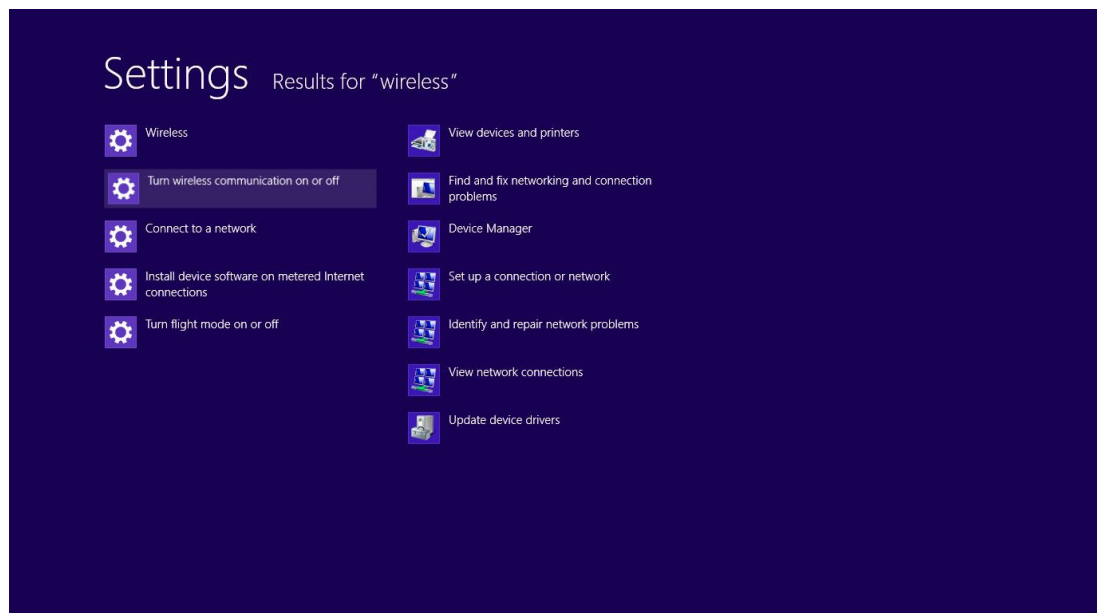 Settings Results for “wireless”
Wireless
Turn wireless communication on or off
Connect to a network
Install device software on metered Internet
connections
Turn flight mode on or off
View devices and printers
Find and fix networking and connection
problems
Device Manager
Set up a connection or network
Identify and repair network problems
View network connections
Update device drivers